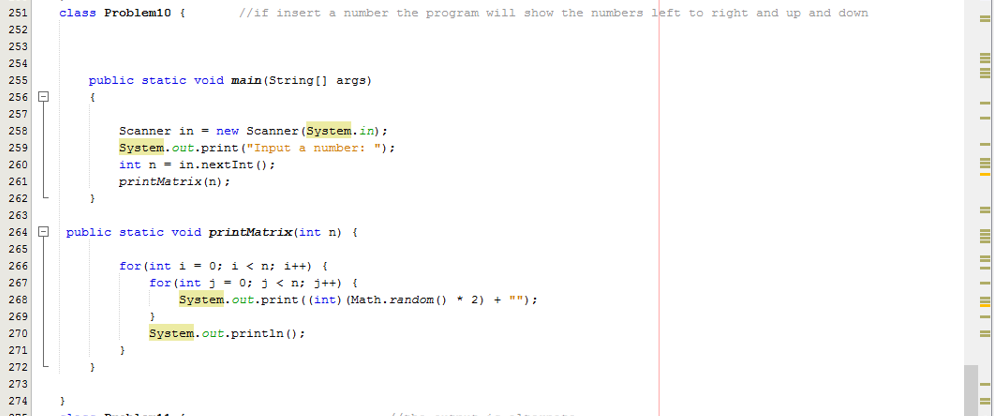 251 class Problem10 { //if insert a number the program will show the numbers left to right and up and down
252
253
254
255 public static void main(String[] args)
256 {
257
258 Scanner in = new Scanner(System.in);
259 System.out.print("Input a number: ");
260 int n = in.nextInt();
261 printMatrix(n);
262 }
263
264 public static void printMatrix(int n) {
265
266 for(int i = 0; i < n; i++) {
267 for(int j = 0; j < n; j++) {
268 System.out.print((int)(Math.random() * 2) + "");
269 }
270 System.out.println();
271 }
272 }
273
274 }